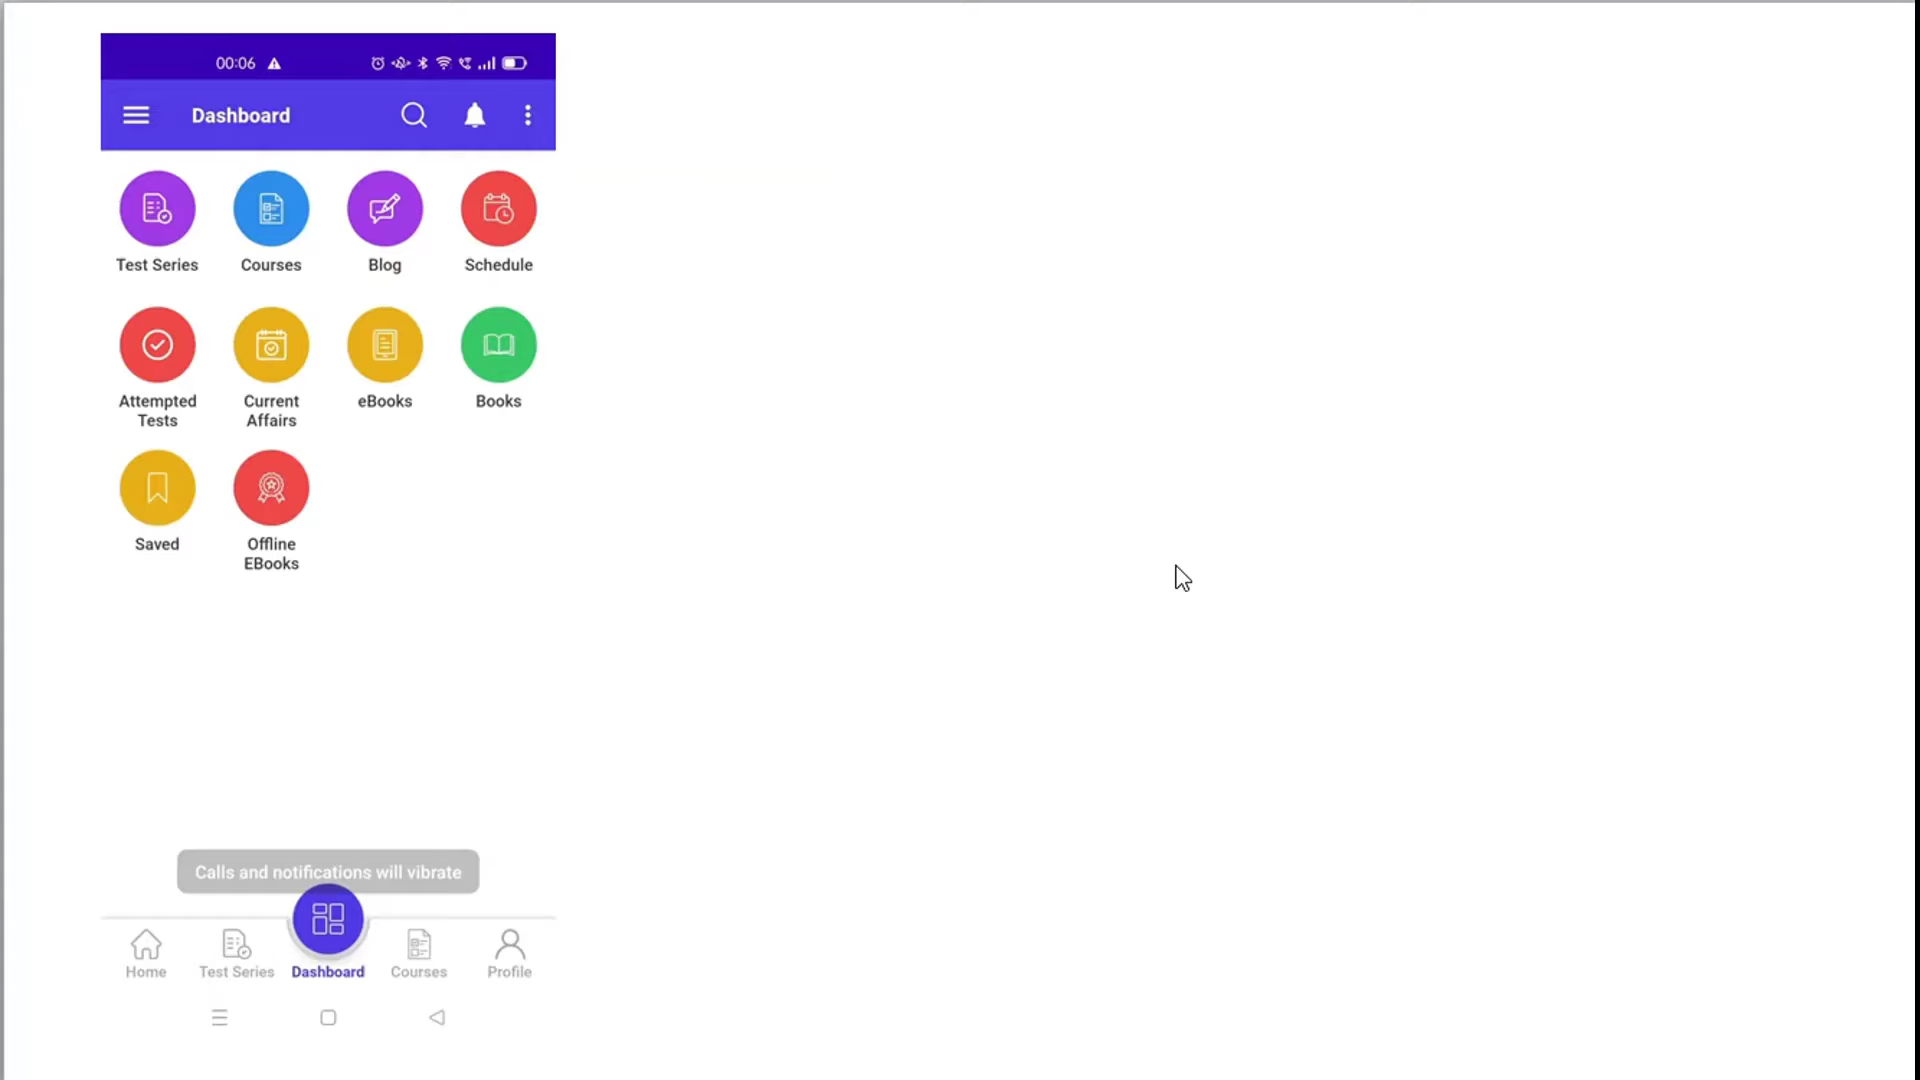 00:06
Dashboard
Test Series
Courses
Blog
Schedule
Attempted
Tests
Current
Affairs
eBooks
Books
Saved
Offline
EBooks
Calls and notifications will vibrate
Home
Test Series
Dashboard
Courses
Profile